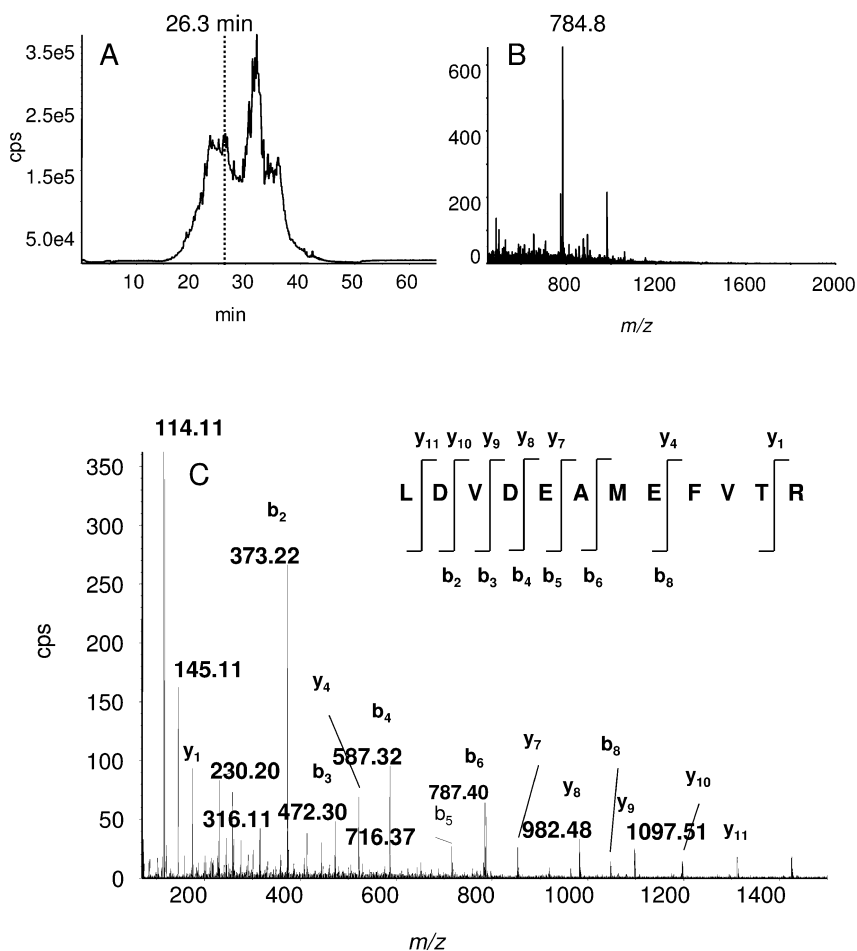 26.3 min
A
3.5e5
2.5e5
1.5e5
5.0e4
cps
10 20 30 40 50 60
min
784.8
B
600
400
200
0
800 1200 1600 2000
m/z
114.11
C
350
300
250
200
150
100
50
0
cps
b2
373.22
145.11
y1
230.20
316.11
y4
b4
587.32
b3
472.30
716.37
b5
b6
787.40
y7
y8
982.48
b8
y9
1097.51
y10
y11
y11 y10 y9 y8 y7 y4 y1
L D V D E A M E F V T R
b2 b3 b4 b5 b6 b8
200 400 600 800 1000 1200 1400
m/z